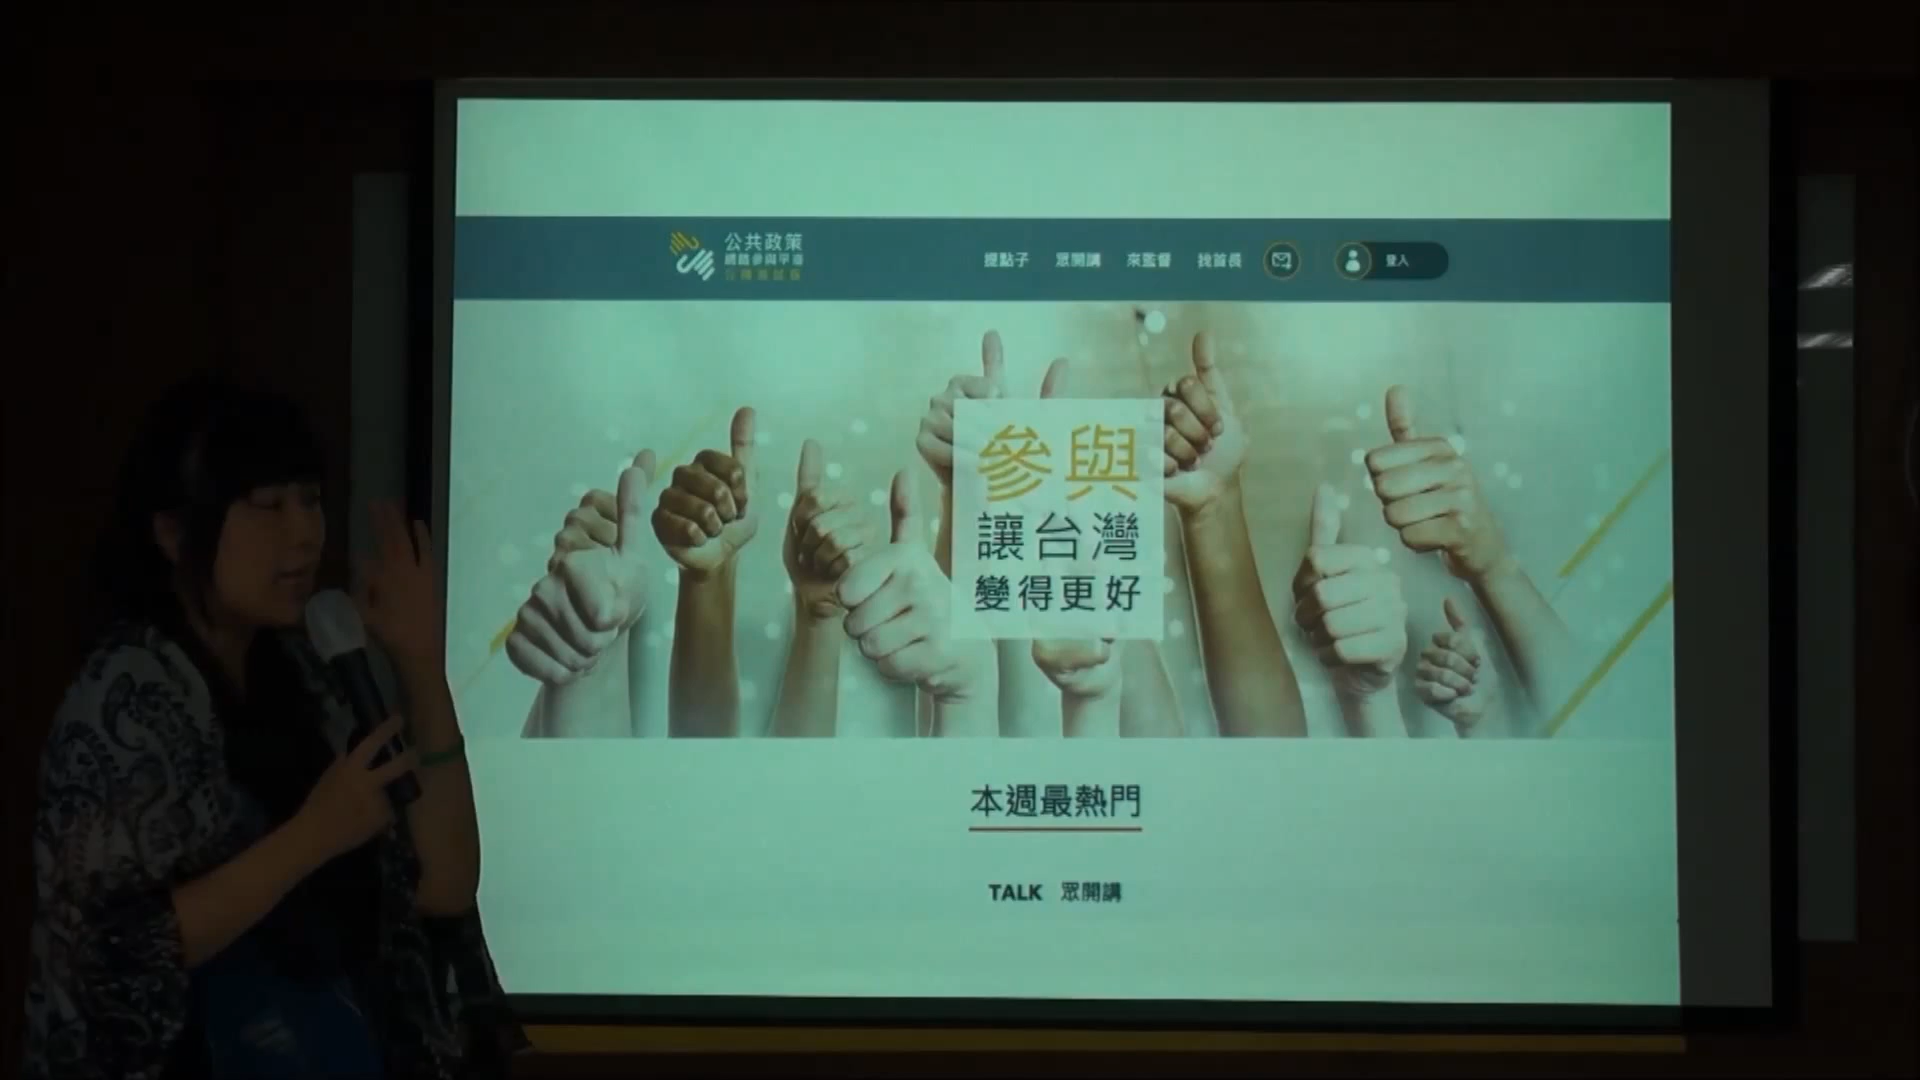 公共政策
網路參與平臺
提點子 眾開講 來監督 找首長 登入
參與
讓台灣
變得更好
本週最熱門
TALK 眾開講